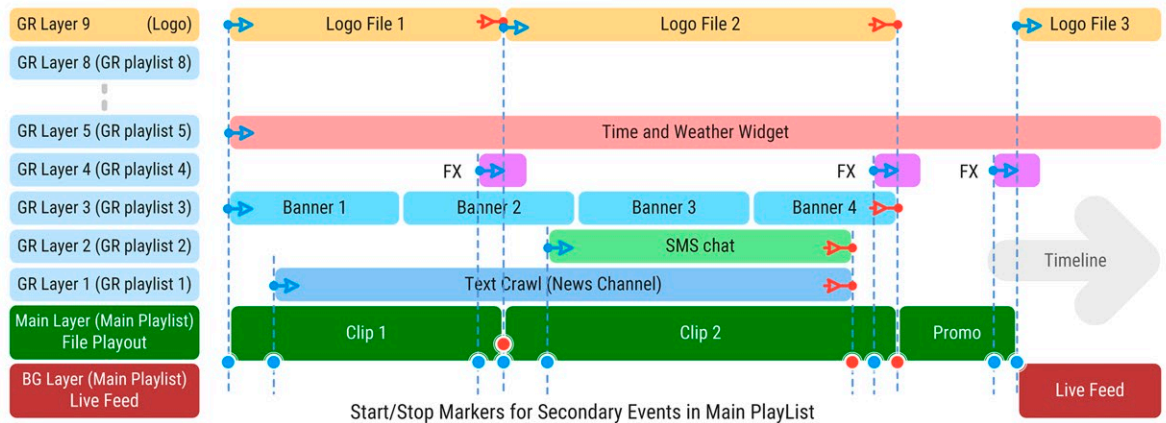 GR Layer 9 (Logo) Logo File 1 Logo File 2 Logo File 3
GR Layer 8 (GR playlist 8)
GR Layer 5 (GR playlist 5) Time and Weather Widget
GR Layer 4 (GR playlist 4) FX FX FX
GR Layer 3 (GR playlist 3) Banner 1 Banner 2 Banner 3 Banner 4
GR Layer 2 (GR playlist 2) SMS chat
Timeline
GR Layer 1 (GR playlist 1) Text Crawl (News Channel)
Main Layer (Main Playlist)
File Playout
Clip 1 Clip 2 Promo
BG Layer (Main Playlist)
Live Feed
Live Feed
Start/Stop Markers for Secondary Events in Main PlayList